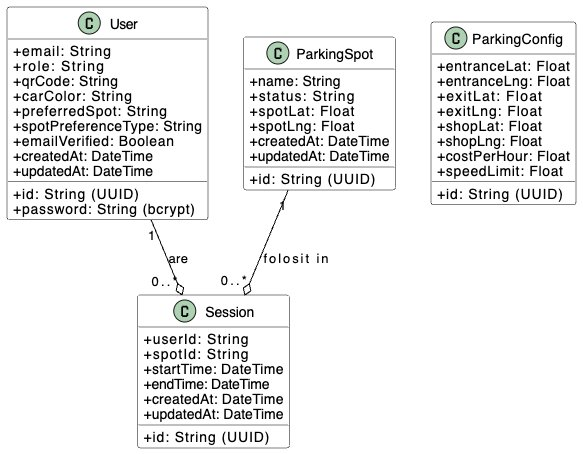 C User
+email: String
+role: String
+qrCode: String
+carColor: String
+preferredSpot: String
+spotPreferenceType: String
+emailVerified: Boolean
+createdAt: DateTime
+updatedAt: DateTime
+id: String (UUID)
+password: String (bcrypt)
C ParkingSpot
+name: String
+status: String
+spotLat: Float
+spotLng: Float
+createdAt: DateTime
+updatedAt: DateTime
+id: String (UUID)
C ParkingConfig
+entranceLat: Float
+entranceLng: Float
+exitLat: Float
+exitLng: Float
+shopLat: Float
+shopLng: Float
+costPerHour: Float
+speedLimit: Float
+id: String (UUID)
1
are
0..*
1
folosit in
0..*
C Session
+userId: String
+spotId: String
+startTime: DateTime
+endTime: DateTime
+createdAt: DateTime
+updatedAt: DateTime
+id: String (UUID)